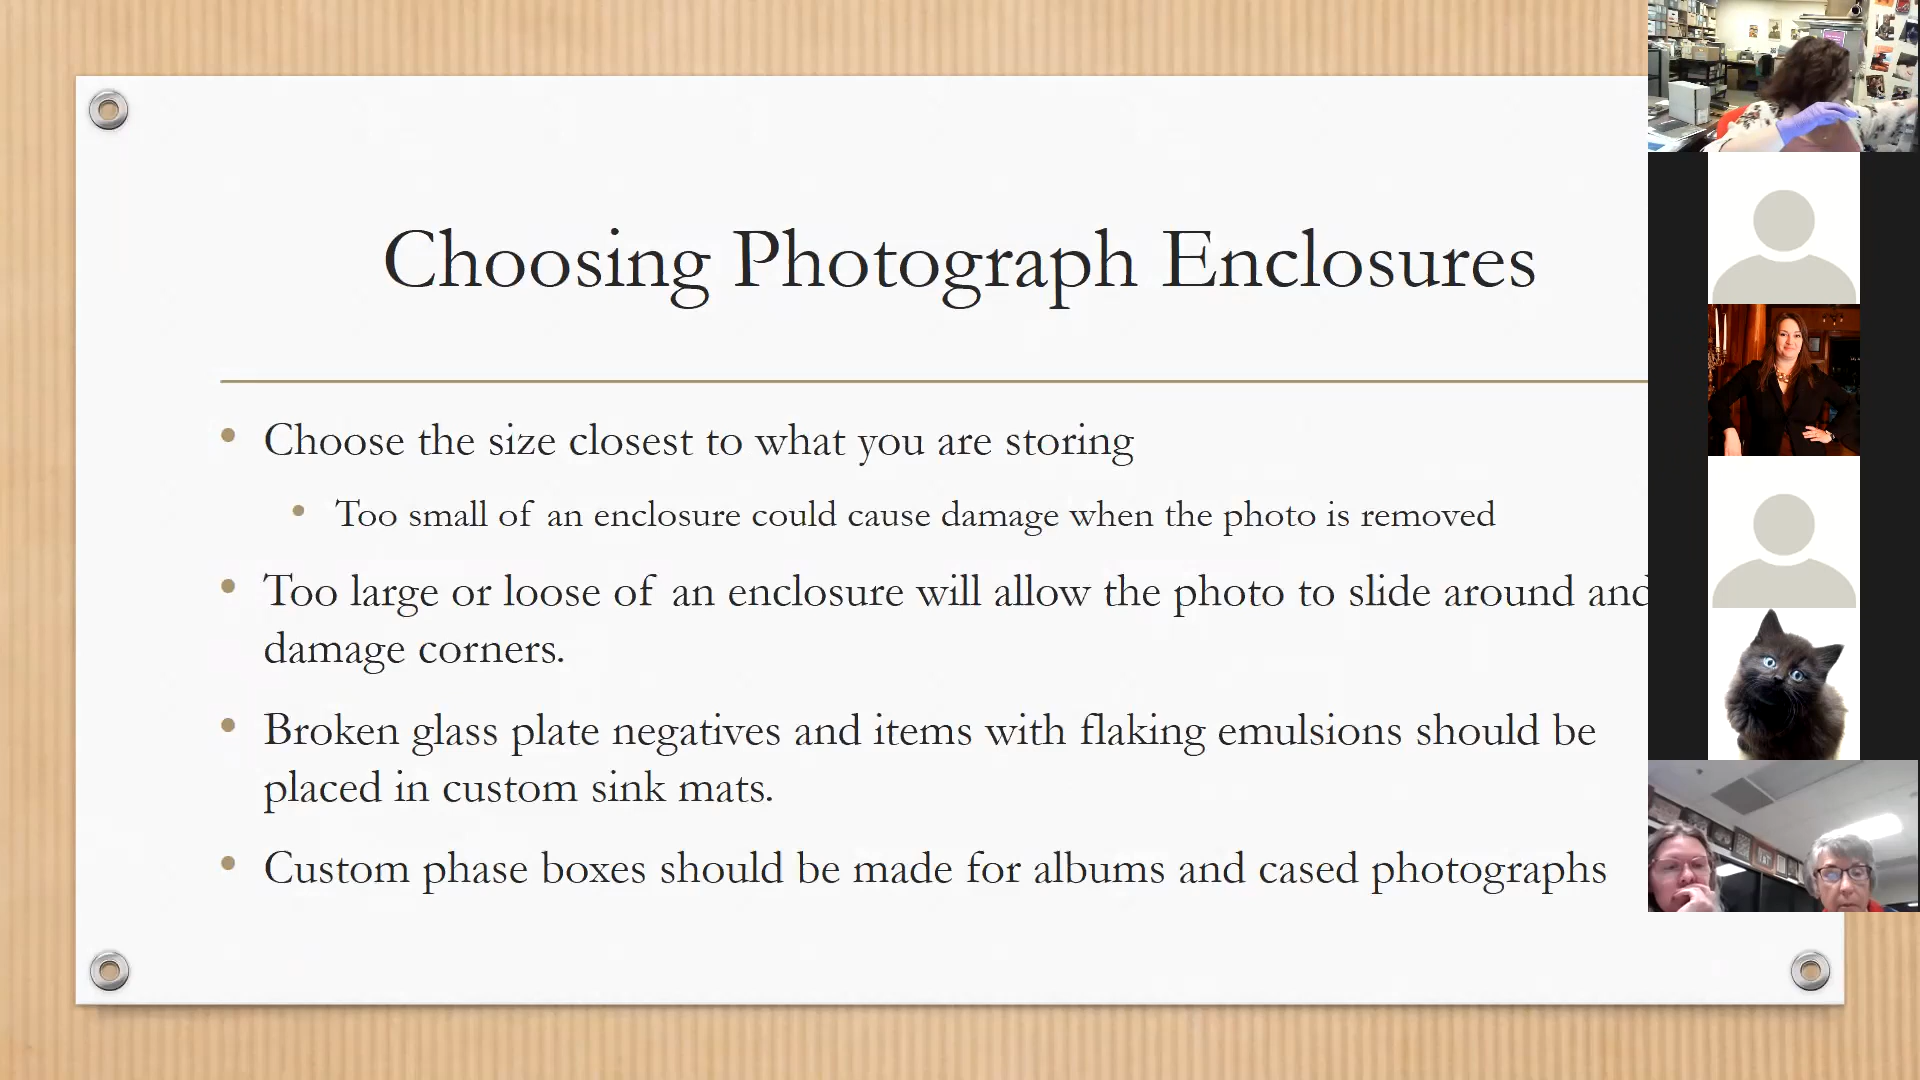 Choosing Photograph Enclosures
• Choose the size closest to what you are storing
• Too small of an enclosure could cause damage when the photo is removed
• Too large or loose of an enclosure will allow the photo to slide around and
damage corners.
• Broken glass plate negatives and items with flaking emulsions should be
placed in custom sink mats.
• Custom phase boxes should be made for albums and cased photographs